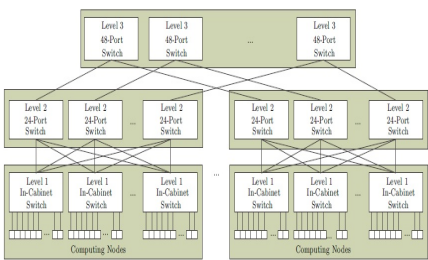 Level 3
48-Port
Switch
Level 3
48-Port
Switch
...
Level 3
48-Port
Switch
Level 2
24-Port
Switch
Level 2
24-Port
Switch
...
Level 2
24-Port
Switch
Level 2
24-Port
Switch
Level 2
24-Port
Switch
...
Level 2
24-Port
Switch
Level 1
In-Cabinet
Switch
Level 1
In-Cabinet
Switch
...
Level 1
In-Cabinet
Switch
...
Level 1
In-Cabinet
Switch
Level 1
In-Cabinet
Switch
...
Level 1
In-Cabinet
Switch
...
...
...
...
...
...
Computing Nodes
Computing Nodes